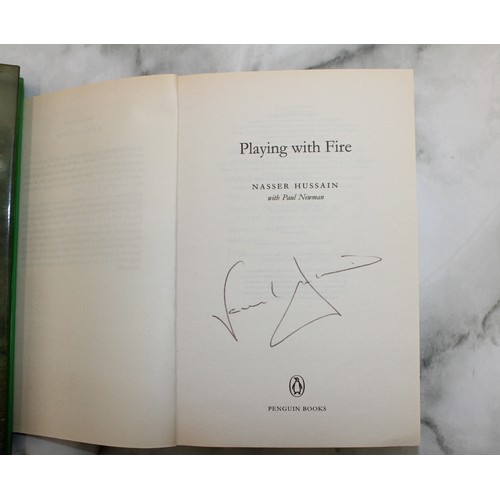 Playing with Fire
NASSER HUSSAIN
with Paul Newman
PENGUIN BOOKS